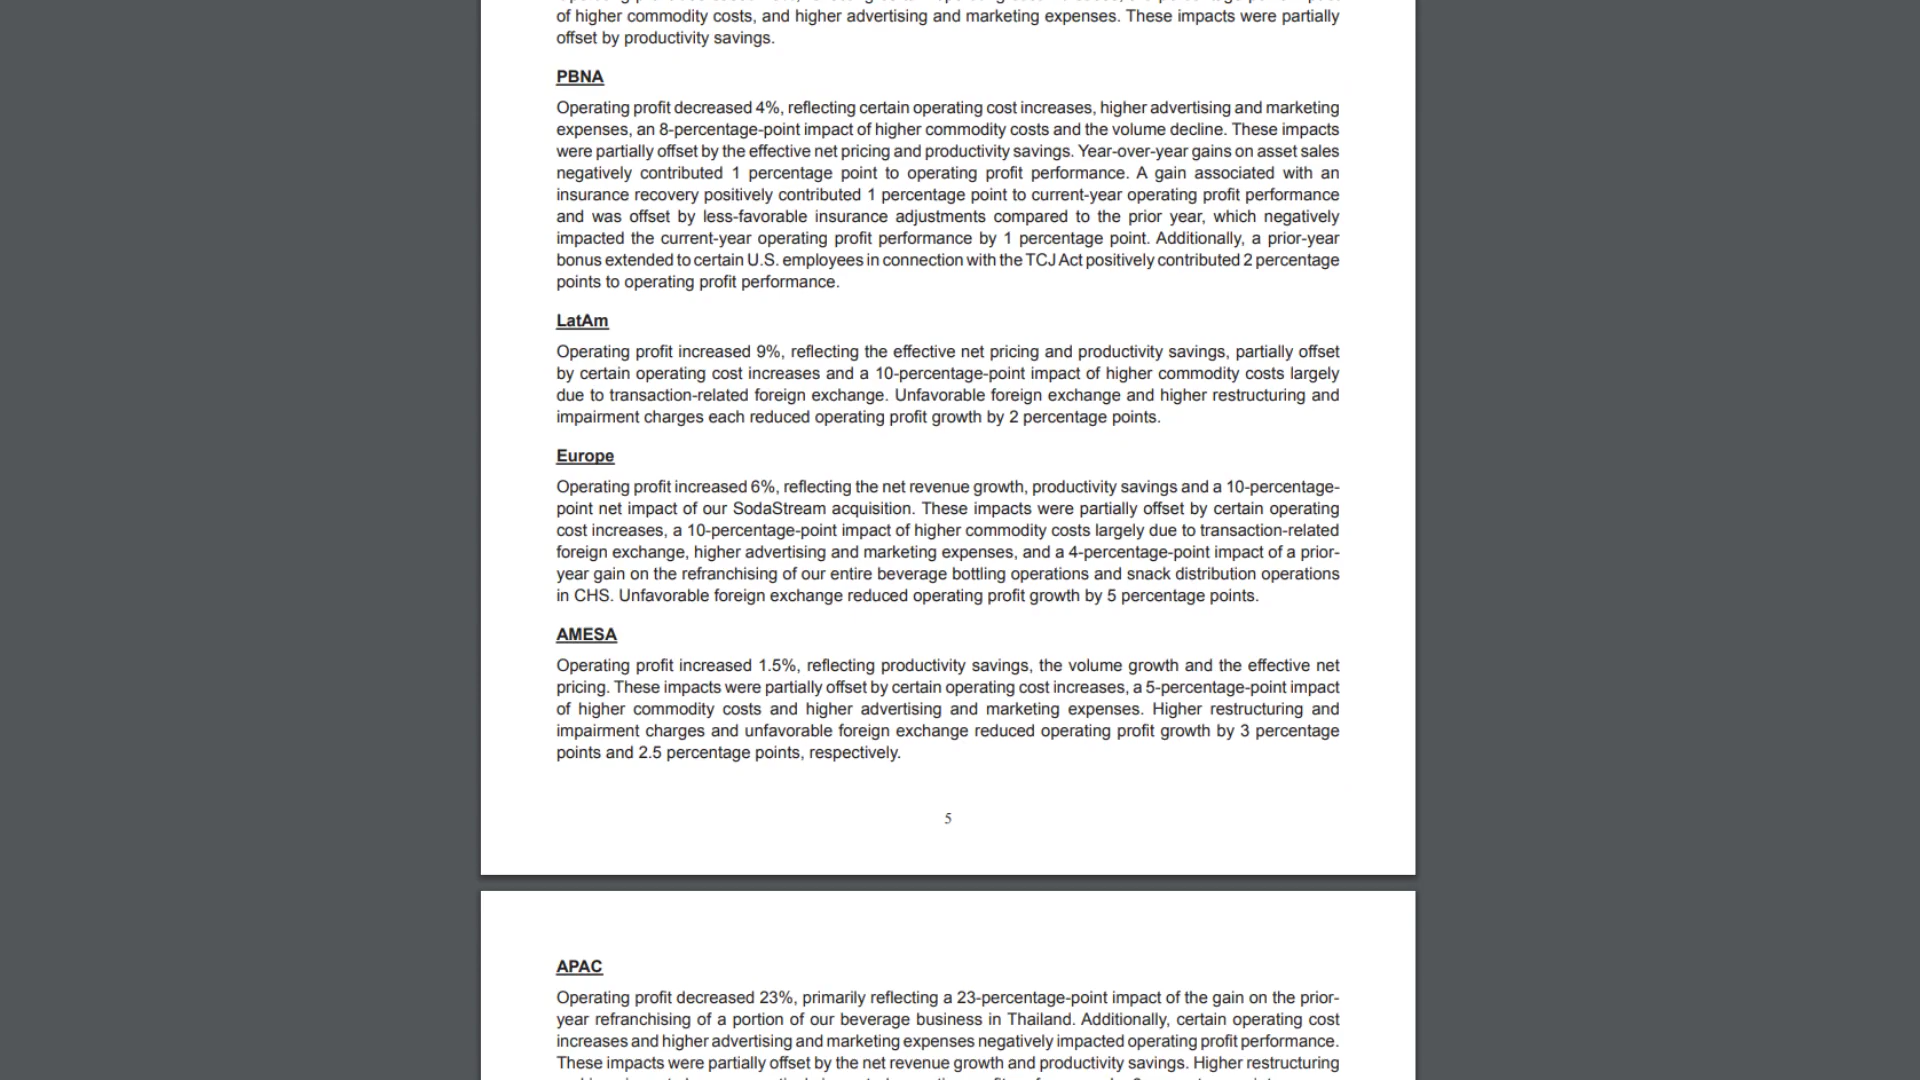 of higher commodity costs, and higher advertising and marketing expenses. These impacts were partially
offset by productivity savings.
PBNA
Operating profit decreased 4%, reflecting certain operating cost increases, higher advertising and marketing
expenses, an 8-percentage-point impact of higher commodity costs and the volume decline. These impacts
were partially offset by the effective net pricing and productivity savings. Year-over-year gains on asset sales
negatively contributed 1 percentage point to operating profit performance. A gain associated with an
insurance recovery positively contributed 1 percentage point to current-year operating profit performance
and was offset by less-favorable insurance adjustments compared to the prior year, which negatively
impacted the current-year operating profit performance by 1 percentage point. Additionally, a prior-year
bonus extended to certain U.S. employees in connection with the TCJ Act positively contributed 2 percentage
points to operating profit performance.
LatAm
Operating profit increased 9%, reflecting the effective net pricing and productivity savings, partially offset
by certain operating cost increases and a 10-percentage-point impact of higher commodity costs largely
due to transaction-related foreign exchange. Unfavorable foreign exchange and higher restructuring and
impairment charges each reduced operating profit growth by 2 percentage points.
Europe
Operating profit increased 6%, reflecting the net revenue growth, productivity savings and a 10-percentage-
point net impact of our SodaStream acquisition. These impacts were partially offset by certain operating
cost increases, a 10-percentage-point impact of higher commodity costs largely due to transaction-related
foreign exchange, higher advertising and marketing expenses, and a 4-percentage-point impact of a prior-
year gain on the refranchising of our entire beverage bottling operations and snack distribution operations
in CHS. Unfavorable foreign exchange reduced operating profit growth by 5 percentage points.
AMESA
Operating profit increased 1.5%, reflecting productivity savings, the volume growth and the effective net
pricing. These impacts were partially offset by certain operating cost increases, a 5-percentage-point impact
of higher commodity costs and higher advertising and marketing expenses. Higher restructuring and
impairment charges and unfavorable foreign exchange reduced operating profit growth by 3 percentage
points and 2.5 percentage points, respectively.
5
APAC
Operating profit decreased 23%, primarily reflecting a 23-percentage-point impact of the gain on the prior-
year refranchising of a portion of our beverage business in Thailand. Additionally, certain operating cost
increases and higher advertising and marketing expenses negatively impacted operating profit performance.
These impacts were partially offset by the net revenue growth and productivity savings. Higher restructuring